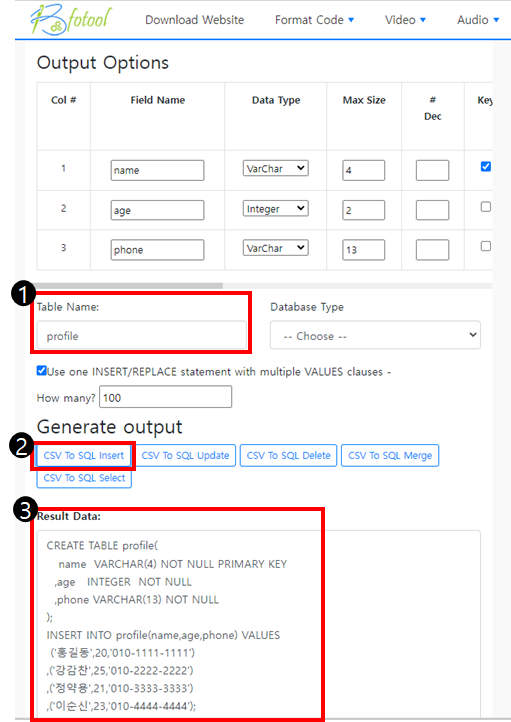 Bfotool Download Website Format Code ▼ Video ▼ Audio ▼
Output Options
Col # Field Name Data Type Max Size # Dec Key
1 name VarChar 4
2 age Integer 2
3 phone VarChar 13
1
Table Name: Database Type
profile -- Choose --
Use one INSERT/REPLACE statement with multiple VALUES clauses -
How many? 100
Generate output
2
CSV To SQL Insert CSV To SQL Update CSV To SQL Delete CSV To SQL Merge
CSV To SQL Select
3
Result Data:
CREATE TABLE profile(
name VARCHAR(4) NOT NULL PRIMARY KEY
,age INTEGER NOT NULL
,phone VARCHAR(13) NOT NULL
);
INSERT INTO profile(name,age,phone) VALUES
('홍길동',20,'010-1111-1111')
,('강감찬',25,'010-2222-2222')
,('정약용',21,'010-3333-3333')
,('이순신',23,'010-4444-4444');